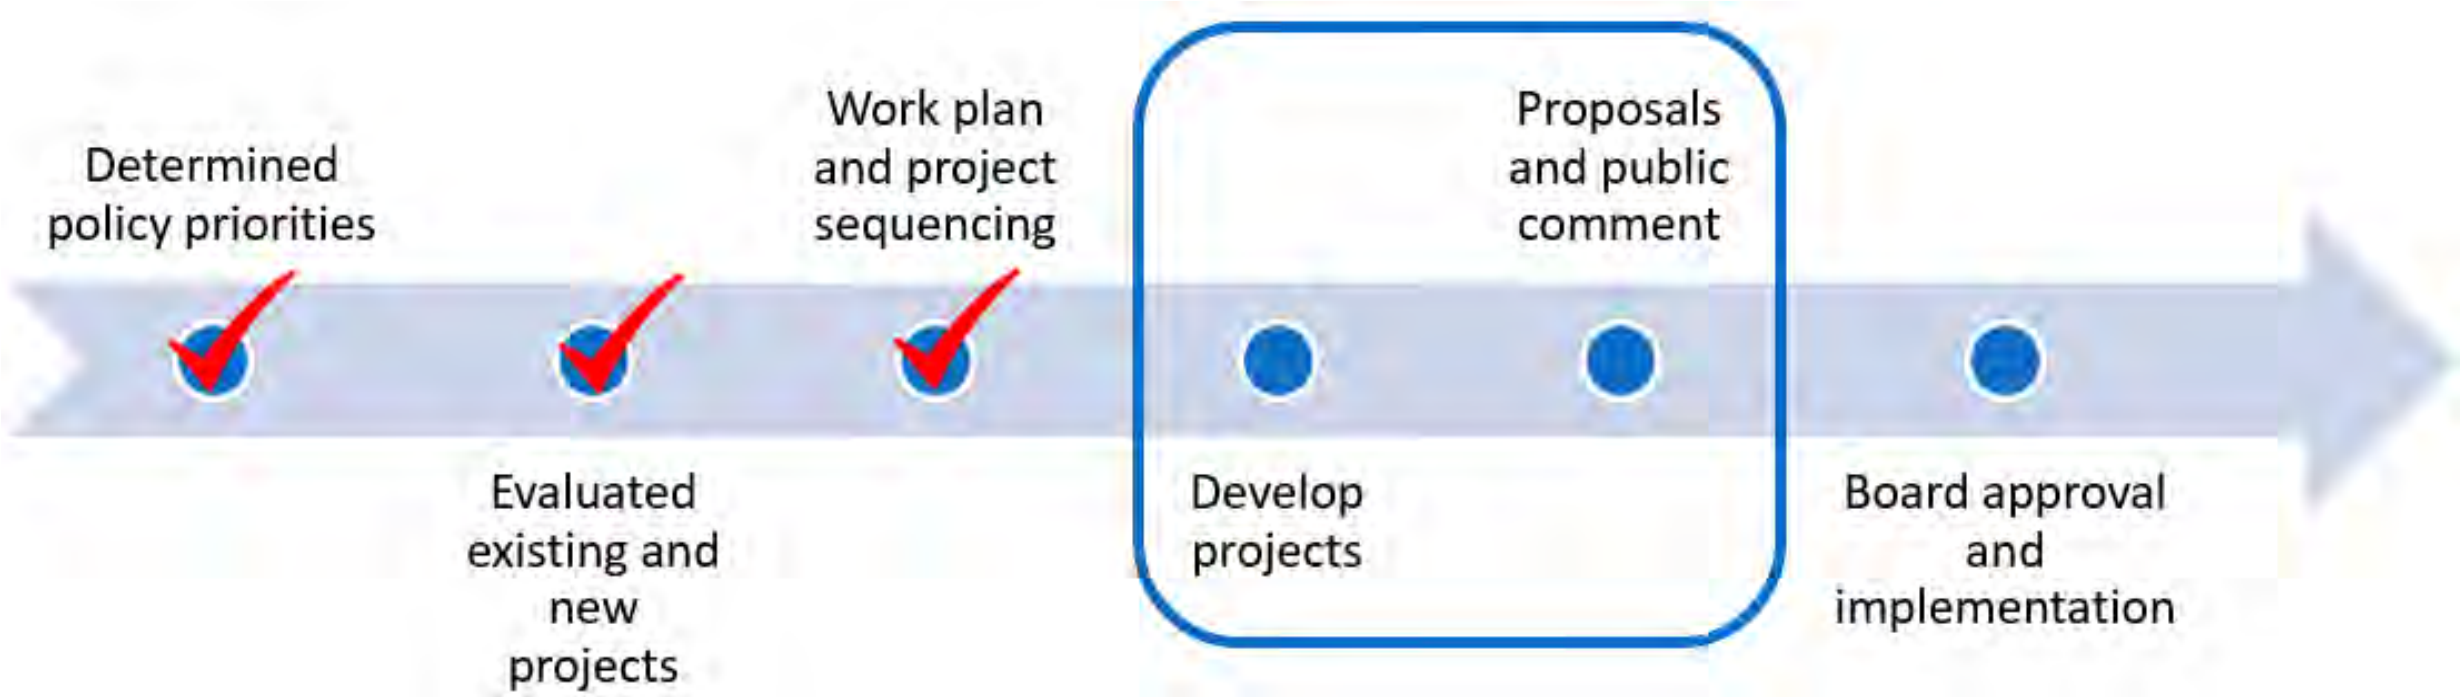 Determined
policy priorities
Evaluated
existing and
new
projects
Work plan
and project
sequencing
Develop
projects
Proposals
and public
comment
Board approval
and
implementation